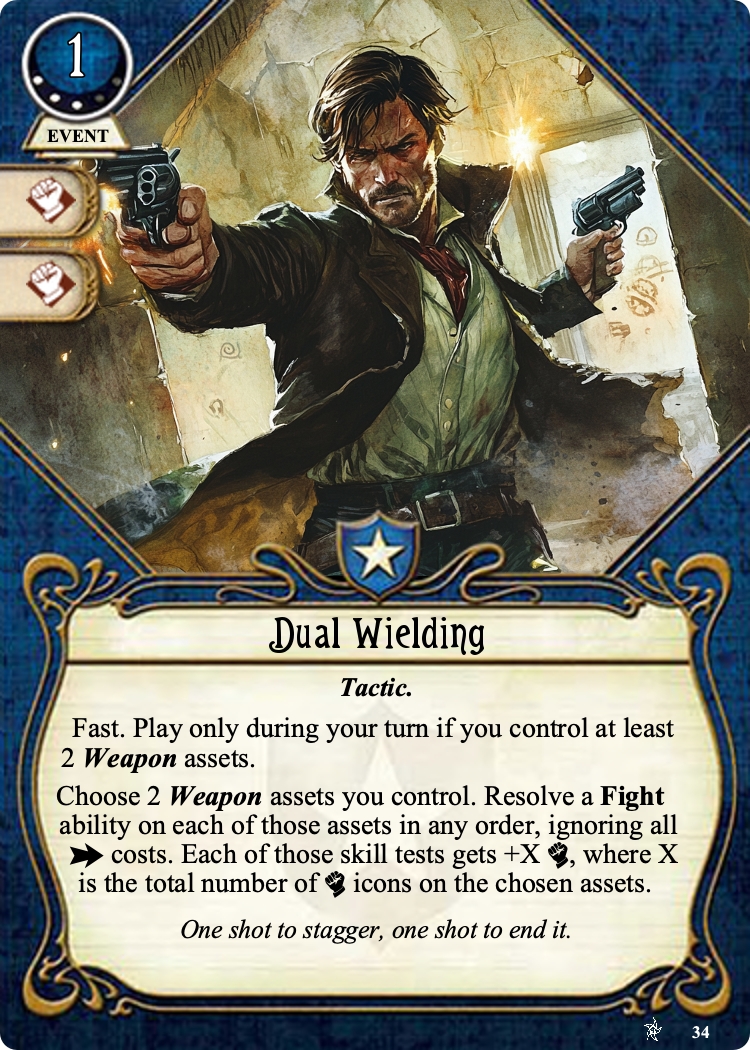 1
EVENT
Dual Wielding
Tactic.
Fast. Play only during your turn if you control at least
2 Weapon assets.
Choose 2 Weapon assets you control. Resolve a Fight
ability on each of those assets in any order, ignoring all
costs. Each of those skill tests gets +X , where X
is the total number of icons on the chosen assets.
One shot to stagger, one shot to end it.
34